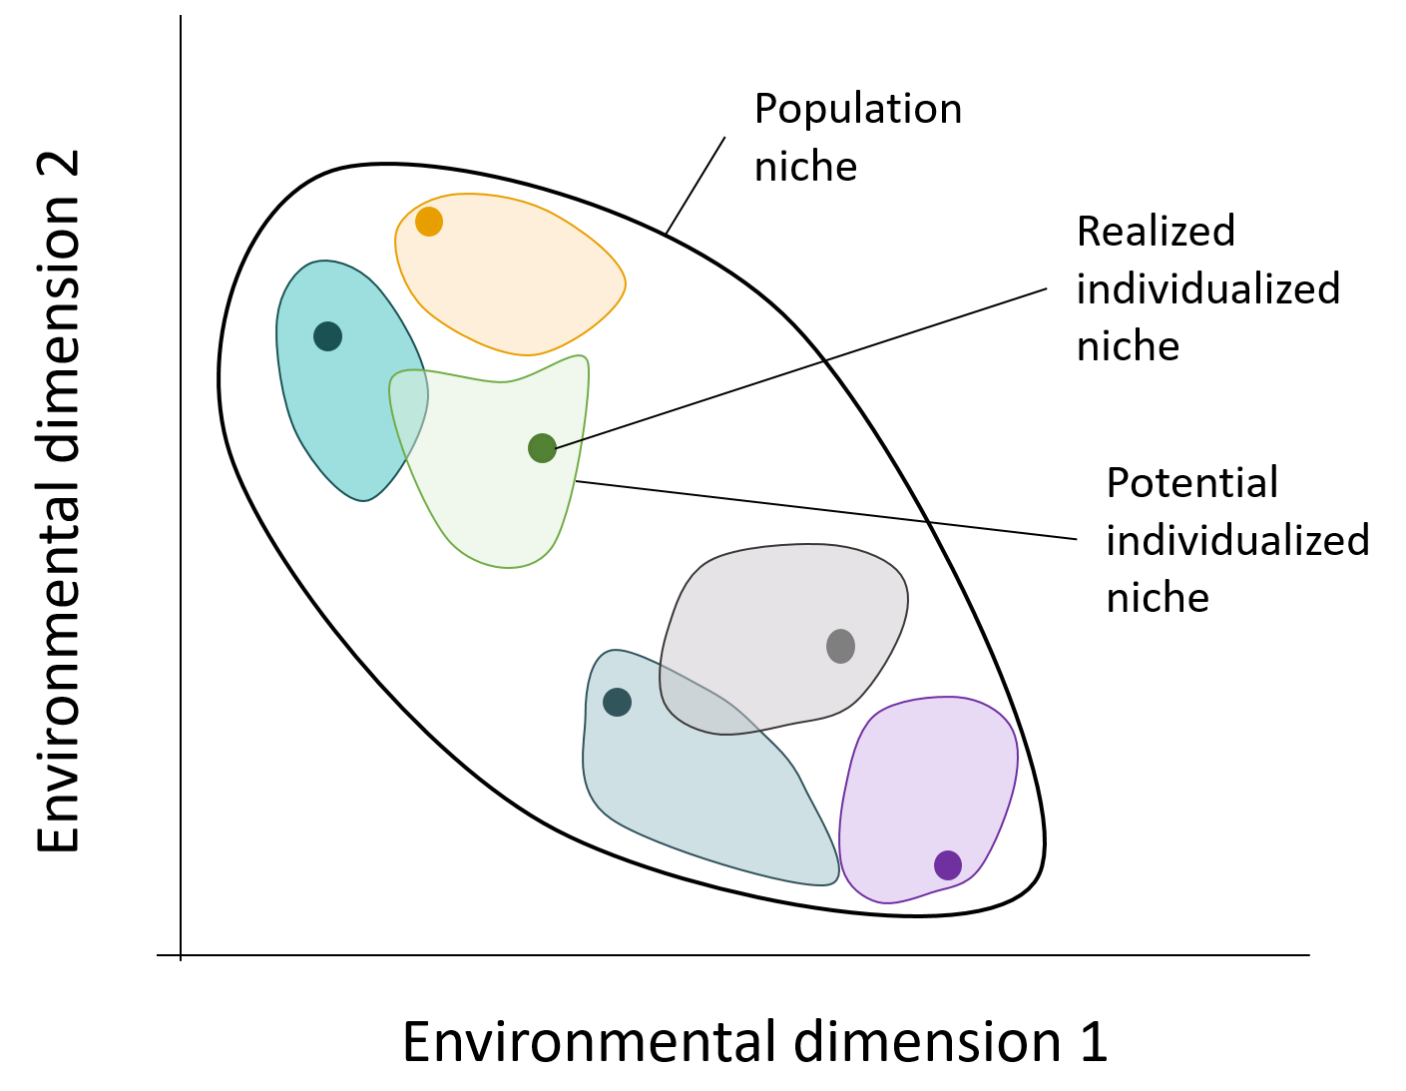 Population
niche
Realized
individualized
niche
Potential
individualized
niche
Environmental dimension 2
Environmental dimension 1